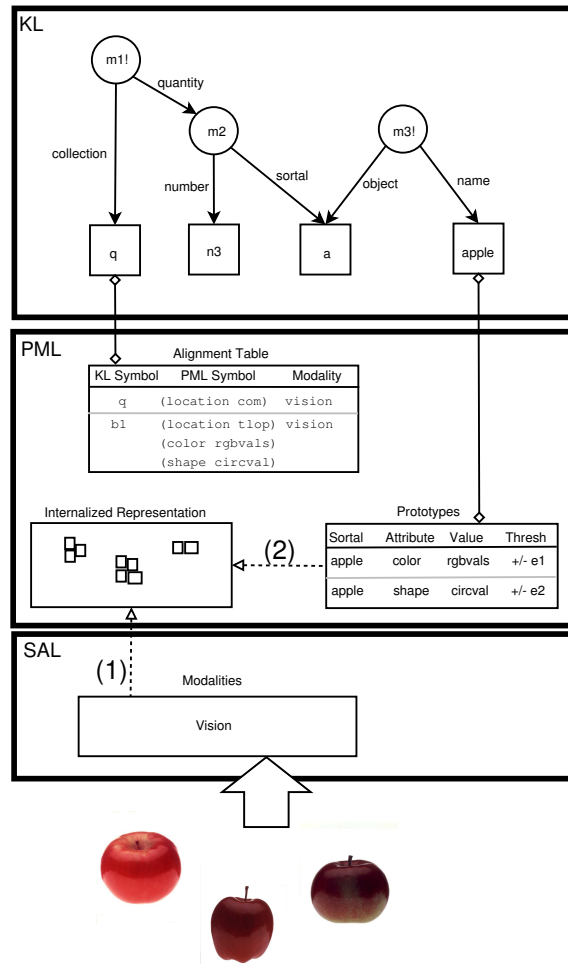 KL
m1!
quantity
m2
m3!
collection
number
sortal
object
name
q
n3
a
apple
PML
Alignment Table
KL Symbol PML Symbol Modality
q (location com) vision
b1 (location tlop) vision
(color rgbvals)
(shape circval)
Internalized Representation
Prototypes
(2)
Sortal Attribute Value Thresh
apple color rgbvals +/- e1
apple shape circval +/- e2
SAL
(1)
Modalities
Vision